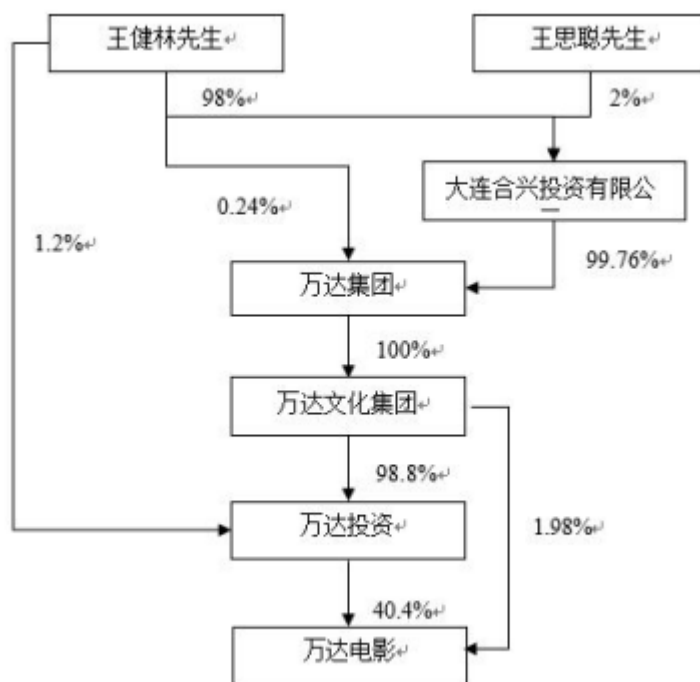 王健林先生↵
王思聪先生↵
98%↵
2%↵
大连合兴投资有限公
0.24%↵
1.2%↵
99.76%↵
万达集团↵
100%↵
万达文化集团↵
98.8%↵
万达投资↵
1.98%↵
40.4%↵
万达电影↵